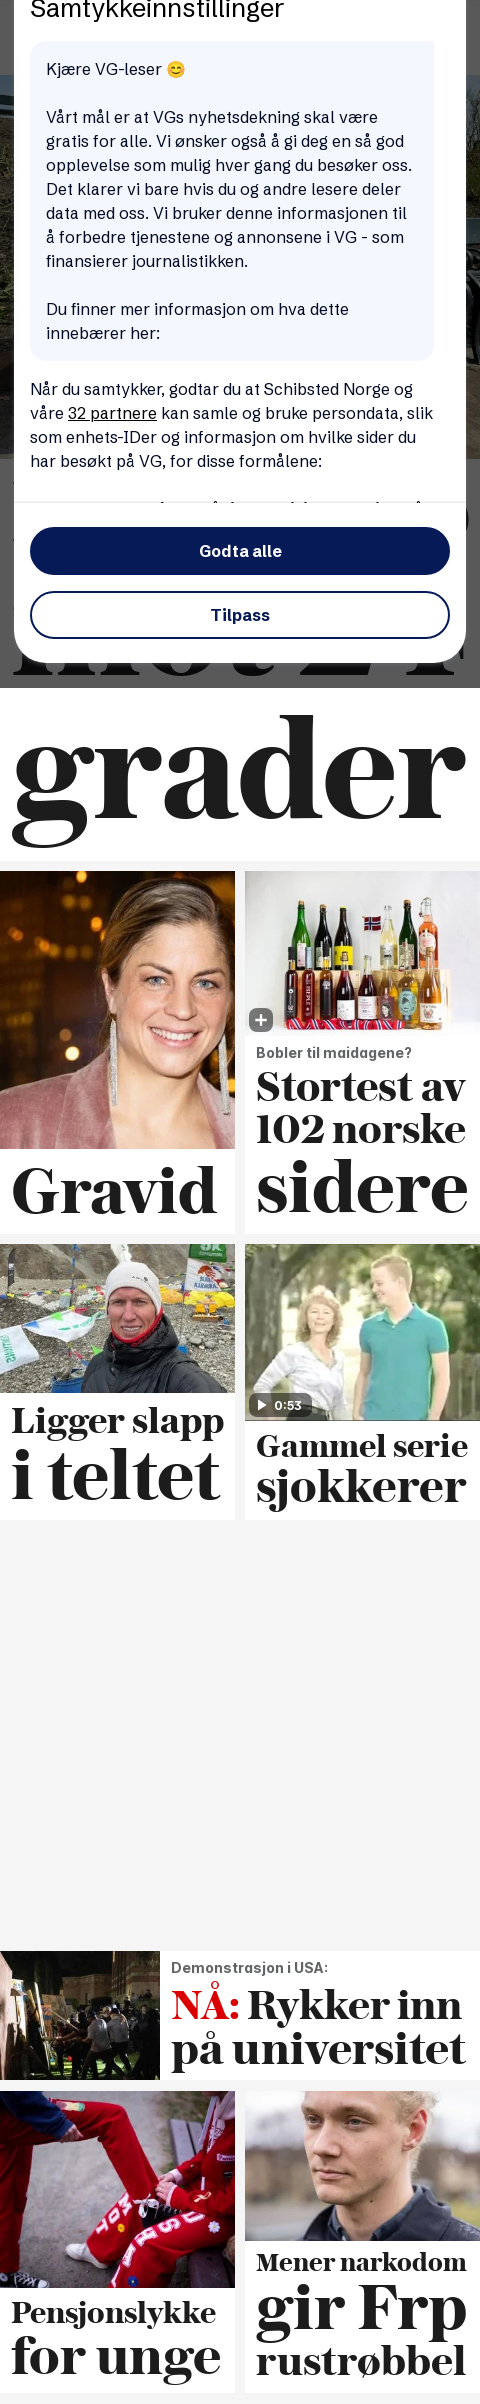 Samtykkeinnstillinger
Kjære VG-leser 😊
Vårt mål er at VGs nyhetsdekning skal være
gratis for alle. Vi ønsker også å gi deg en så god
opplevelse som mulig hver gang du besøker oss.
Det klarer vi bare hvis du og andre lesere deler
data med oss. Vi bruker denne informasjonen til
å forbedre tjenestene og annonsene i VG - som
finansierer journalistikken.
Du finner mer informasjon om hva dette
innebærer her:
Når du samtykker, godtar du at Schibsted Norge og
våre 32 partnere kan samle og bruke persondata, slik
som enhets-IDer og informasjon om hvilke sider du
har besøkt på VG, for disse formålene:
Godta alle
Tilpass
grader
Gravid
Bobler til maidagene?
Stortest av
102 norske
sidere
Ligger slapp
i teltet
0:53
Gammel serie
sjokkerer
Demonstrasjon i USA:
NÅ: Rykker inn
på universitet
Pensjonslykke
for unge
Mener narkodom
gir Frp
rustrøbbel